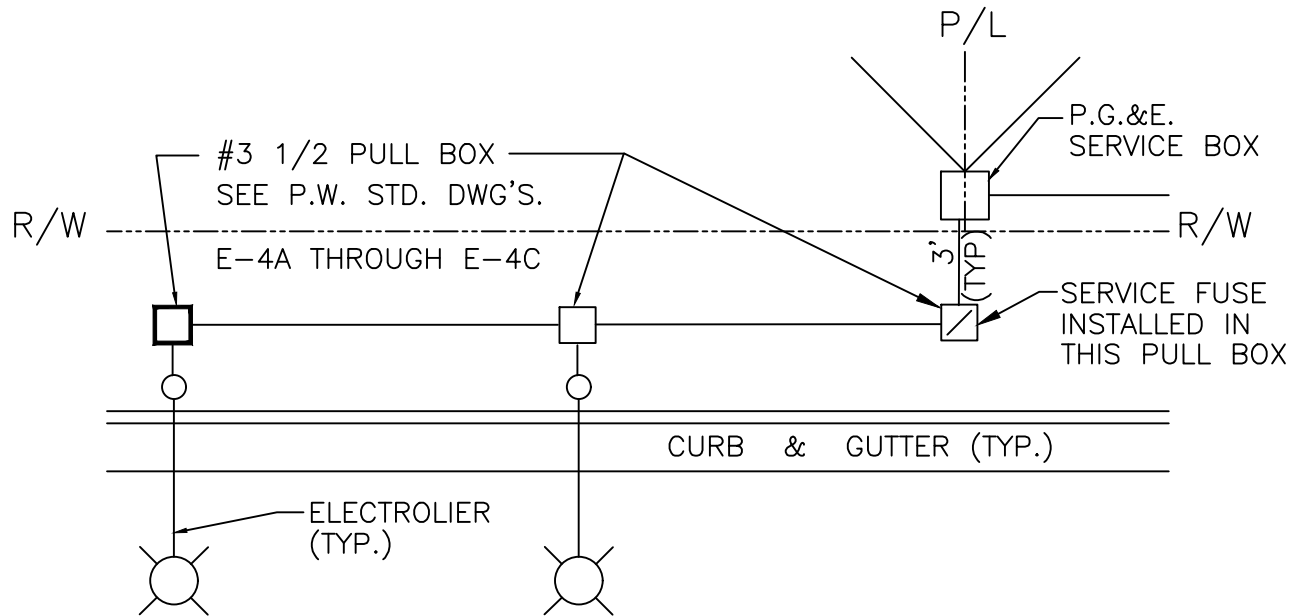 P/L
P.G.&E.
SERVICE BOX
#3 1/2 PULL BOX
SEE P.W. STD. DWG'S.
R/W
R/W
E-4A THROUGH E-4C
3'
(TYP)
SERVICE FUSE
INSTALLED IN
THIS PULL BOX
CURB & GUTTER (TYP.)
ELECTROLIER
(TYP.)